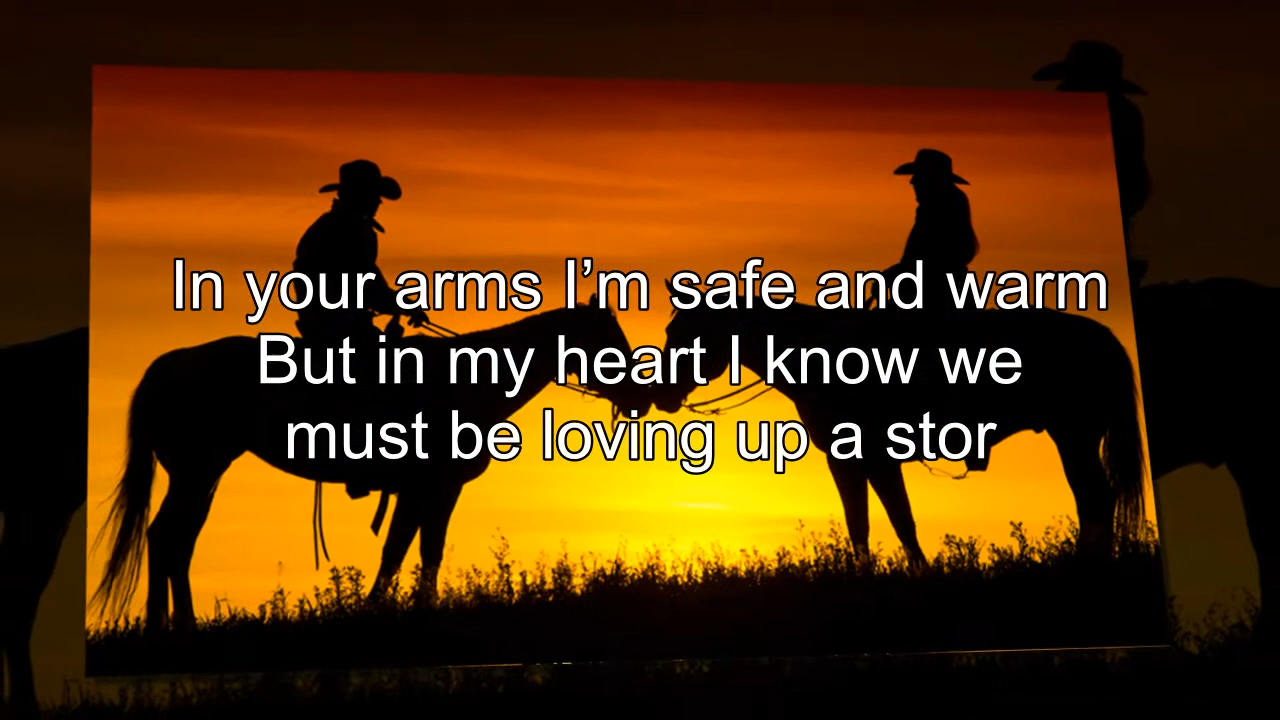 In your arms I’m safe and warm
But in my heart I know we
must be loving up a stor